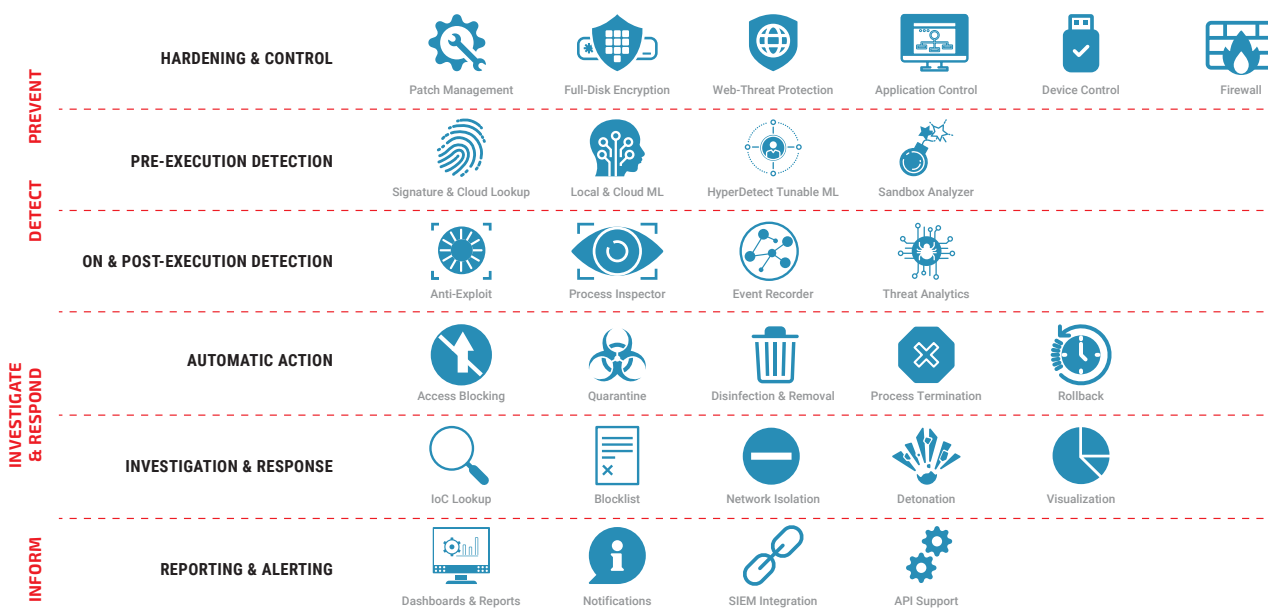 PREVENT
HARDENING & CONTROL
Patch Management
Full-Disk Encryption
Web-Threat Protection
Application Control
Device Control
Firewall
PRE-EXECUTION DETECTION
Signature & Cloud Lookup
Local & Cloud ML
HyperDetect Tunable ML
Sandbox Analyzer
DETECT
ON & POST-EXECUTION DETECTION
Anti-Exploit
Process Inspector
Event Recorder
Threat Analytics
INVESTIGATE
& RESPOND
AUTOMATIC ACTION
Access Blocking
Quarantine
Disinfection & Removal
Process Termination
Rollback
INVESTIGATION & RESPONSE
IoC Lookup
Blocklist
Network Isolation
Detonation
Visualization
INFORM
REPORTING & ALERTING
Dashboards & Reports
Notifications
SIEM Integration
API Support